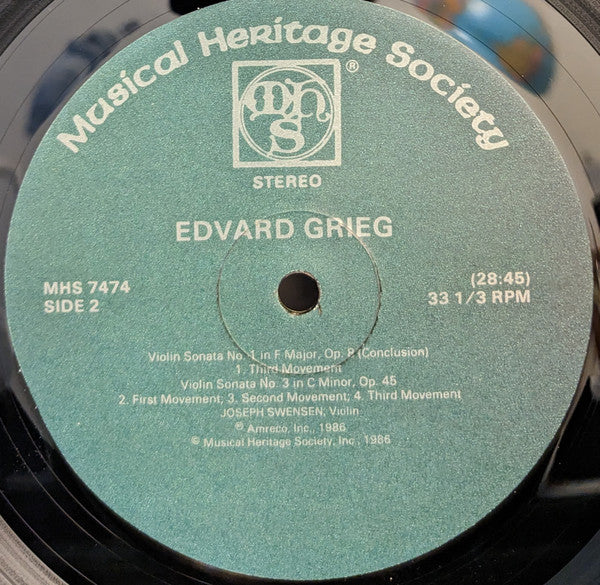 Musical Heritage Society
mhs ®
STEREO
EDVARD GRIEG
MHS 7474
SIDE 2
(28:45)
33 1/3 RPM
Violin Sonata No. 1 in F Major, Op. 8 (Conclusion)
1. Third Movement
Violin Sonata No. 3 in C Minor, Op. 45
2. First Movement; 3. Second Movement; 4. Third Movement
JOSEPH SWENSEN, Violin
℗ Amreco, Inc., 1986
© Musical Heritage Society, Inc., 1986